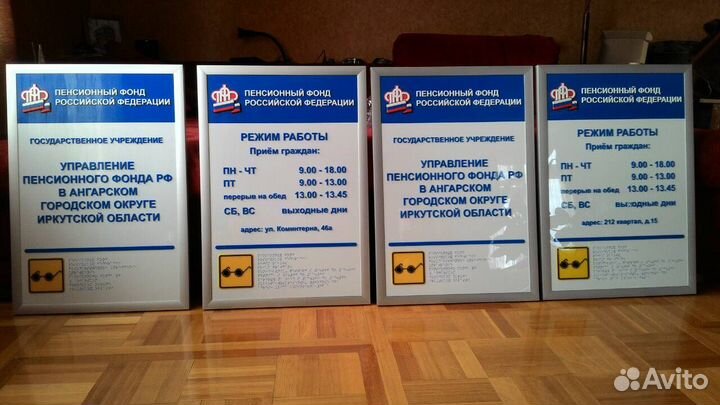 ПЕНСИОННЫЙ ФОНД
РОССИЙСКОЙ ФЕДЕРАЦИИ
ГОСУДАРСТВЕННОЕ УЧРЕЖДЕНИЕ
УПРАВЛЕНИЕ
ПЕНСИОННОГО ФОНДА РФ
В АНГАРСКОМ
ГОРОДСКОМ ОКРУГЕ
ИРКУТСКОЙ ОБЛАСТИ
ПЕНСИОННЫЙ ФОНД
РОССИЙСКОЙ ФЕДЕРАЦИИ
РЕЖИМ РАБОТЫ
Приём граждан:
ПН - ЧТ 9.00 - 18.00
ПТ 9.00 - 13.00
перерыв на обед 13.00 - 13.45
СБ, ВС выходные дни
адрес: ул. Коминтерна, 46а
ПЕНСИОННЫЙ ФОНД
РОССИЙСКОЙ ФЕДЕРАЦИИ
ГОСУДАРСТВЕННОЕ УЧРЕЖДЕНИЕ
УПРАВЛЕНИЕ
ПЕНСИОННОГО ФОНДА РФ
В АНГАРСКОМ
ГОРОДСКОМ ОКРУГЕ
ИРКУТСКОЙ ОБЛАСТИ
ПЕНСИОННЫЙ ФОНД
РОССИЙСКОЙ ФЕДЕРАЦИИ
РЕЖИМ РАБОТЫ
Приём граждан:
ПН - ЧТ 9.00 - 18.00
ПТ 9.00 - 13.00
перерыв на обед 13.00 - 13.45
СБ, ВС выходные дни
адрес: 212 квартал, д.15
Avito